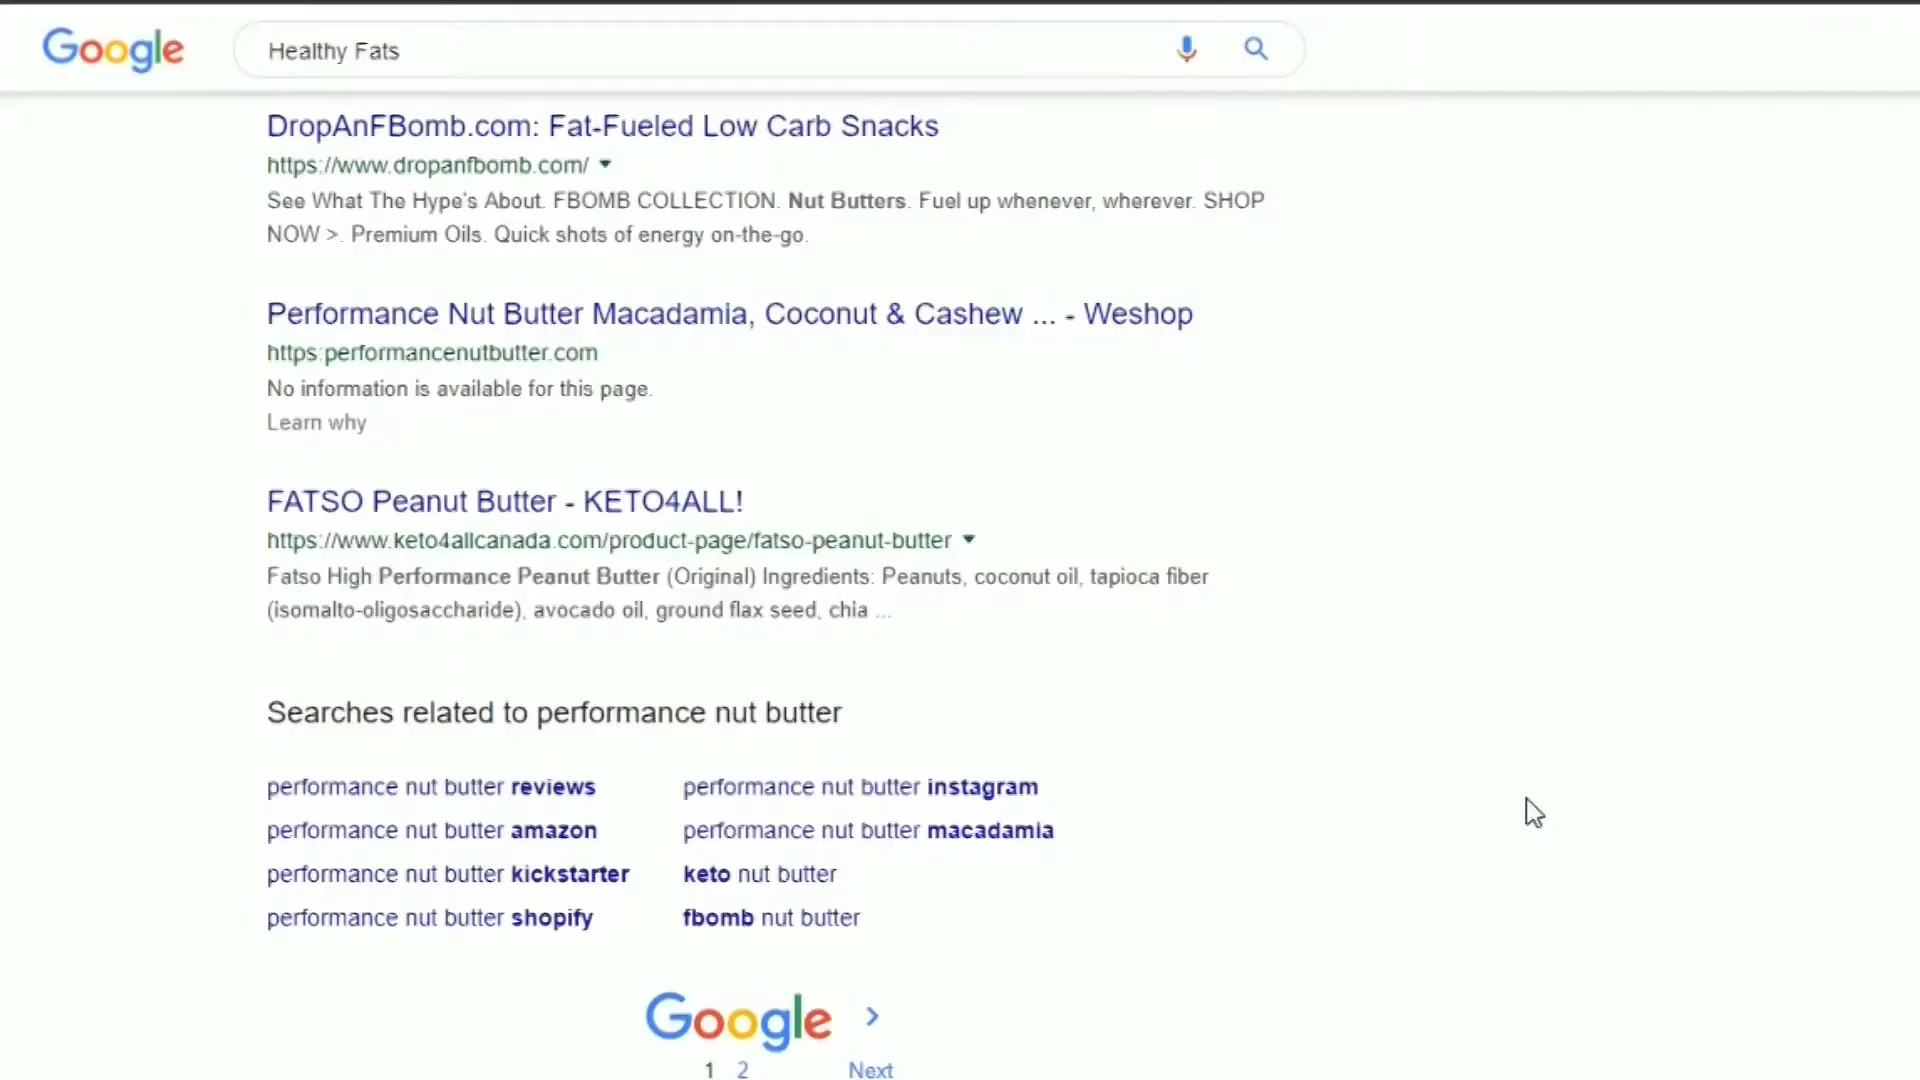 Google
Healthy Fats
DropAnFBomb.com: Fat-Fueled Low Carb Snacks
https://www.dropanfbomb.com/
See What The Hype's About. FBOMB COLLECTION. Nut Butters. Fuel up whenever, wherever. SHOP
NOW >. Premium Oils. Quick shots of energy on-the-go.
Performance Nut Butter Macadamia, Coconut & Cashew ... - Weshop
https:performancenutbutter.com
No information is available for this page.
Learn why
FATSO Peanut Butter - KETO4ALL!
https://www.keto4allcanada.com/product-page/fatso-peanut-butter
Fatso High Performance Peanut Butter (Original) Ingredients: Peanuts, coconut oil, tapioca fiber
(isomalto-oligosaccharide), avocado oil, ground flax seed, chia ...
Searches related to performance nut butter
performance nut butter reviews
performance nut butter instagram
performance nut butter amazon
performance nut butter macadamia
performance nut butter kickstarter
keto nut butter
performance nut butter shopify
fbomb nut butter
Google >
1 2 Next